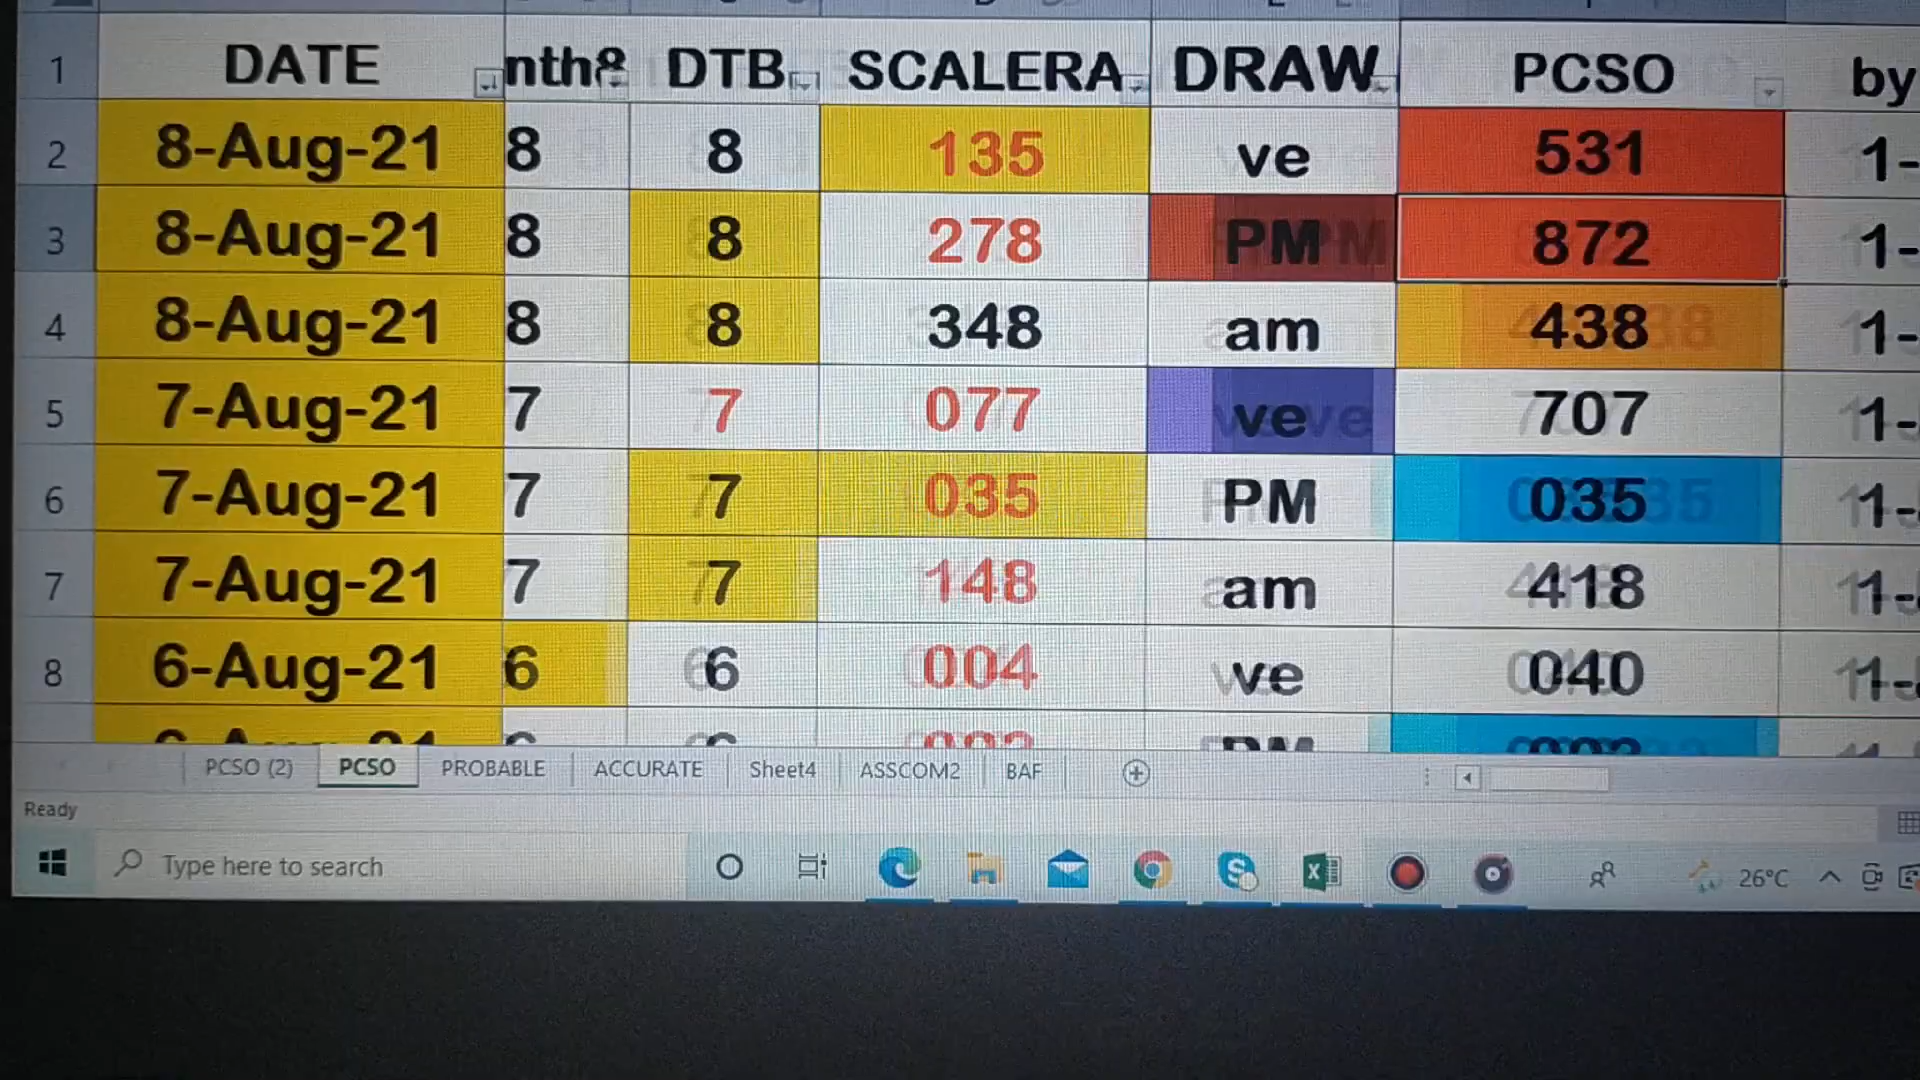 1 DATE nth8 DTB SCALERA DRAW PCSO by
2 8-Aug-21 8 8 135 ve 531 1-
3 8-Aug-21 8 8 278 PM 872 1-
4 8-Aug-21 8 8 348 am 438 1-
5 7-Aug-21 7 7 077 ve 707 1-
6 7-Aug-21 7 7 035 PM 035 1-
7 7-Aug-21 7 7 148 am 418 1-
8 6-Aug-21 6 6 004 ve 040 1-
PCSO (2) PCSO PROBABLE ACCURATE Sheet4 ASSCOM2 BAF
Ready
Type here to search 26°C